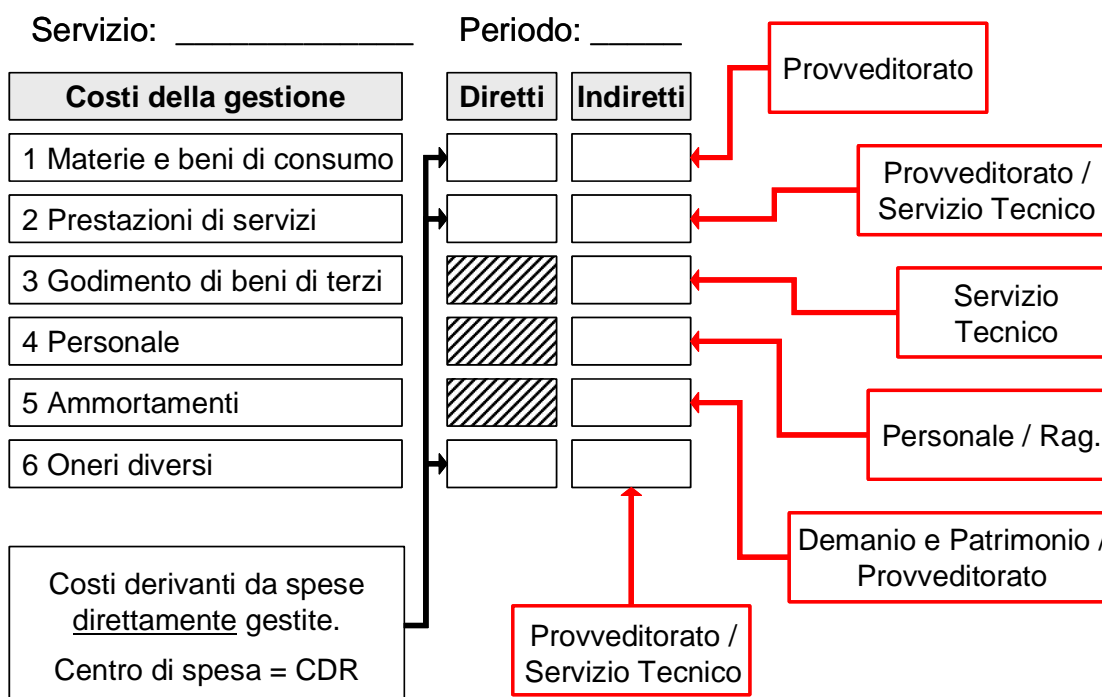 Servizio: _____________ Periodo: _____
Costi della gestione Diretti Indiretti
1 Materie e beni di consumo
2 Prestazioni di servizi
3 Godimento di beni di terzi
4 Personale
5 Ammortamenti
6 Oneri diversi
Costi derivanti da spese
direttamente gestite.
Centro di spesa = CDR
Provveditorato
Provveditorato /
Servizio Tecnico
Servizio
Tecnico
Personale / Rag.
Demanio e Patrimonio /
Provveditorato
Provveditorato /
Servizio Tecnico